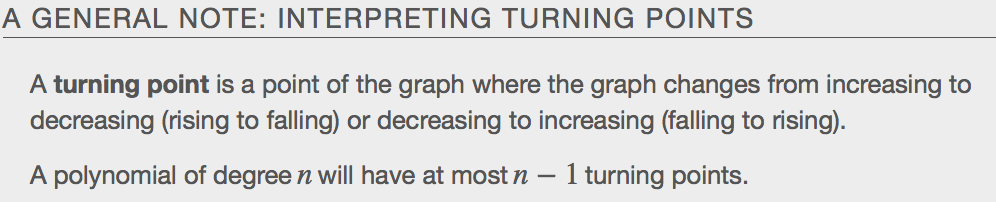 A GENERAL NOTE: INTERPRETING TURNING POINTS
A turning point is a point of the graph where the graph changes from increasing to
decreasing (rising to falling) or decreasing to increasing (falling to rising).
A polynomial of degree n will have at most n − 1 turning points.